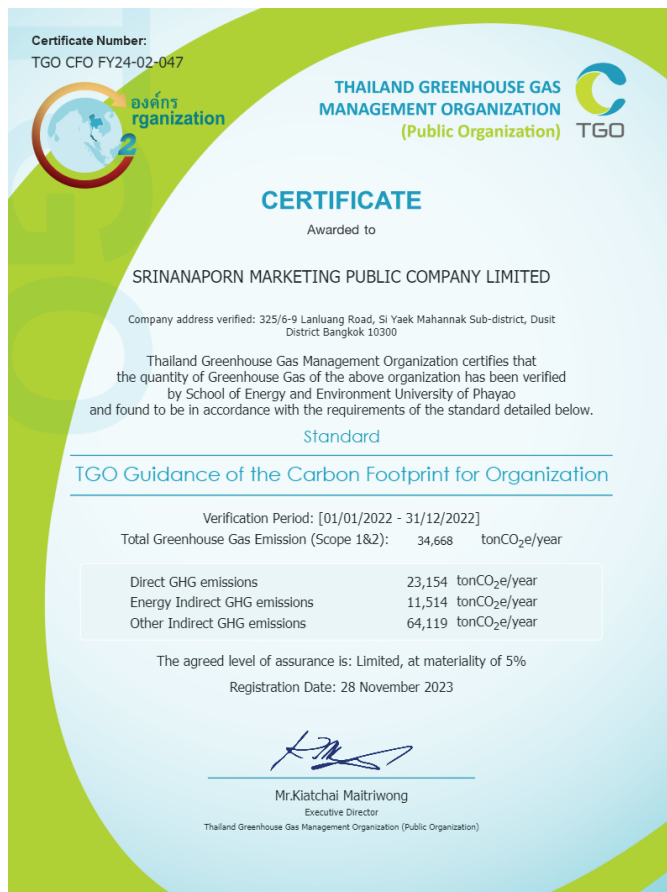 Certificate Number:
TGO CFO FY24-02-047
องค์กร
rganization
2
THAILAND GREENHOUSE GAS
MANAGEMENT ORGANIZATION
(Public Organization)
TGO
TGO
CERTIFICATE
Awarded to
SRINANAPORN MARKETING PUBLIC COMPANY LIMITED
Company address verified: 325/6-9 Lanluang Road, Si Yaek Mahannak Sub-district, Dusit
District Bangkok 10300
Thailand Greenhouse Gas Management Organization certifies that
the quantity of Greenhouse Gas of the above organization has been verified
by School of Energy and Environment University of Phayao
and found to be in accordance with the requirements of the standard detailed below.
Standard
TGO Guidance of the Carbon Footprint for Organization
Verification Period: [01/01/2022 - 31/12/2022]
Total Greenhouse Gas Emission (Scope 1&2): 34,668 tonCO₂e/year
Direct GHG emissions 23,154 tonCO₂e/year
Energy Indirect GHG emissions 11,514 tonCO₂e/year
Other Indirect GHG emissions 64,119 tonCO₂e/year
The agreed level of assurance is: Limited, at materiality of 5%
Registration Date: 28 November 2023
Mr.Kiatchai Maitriwong
Executive Director
Thailand Greenhouse Gas Management Organization (Public Organization)